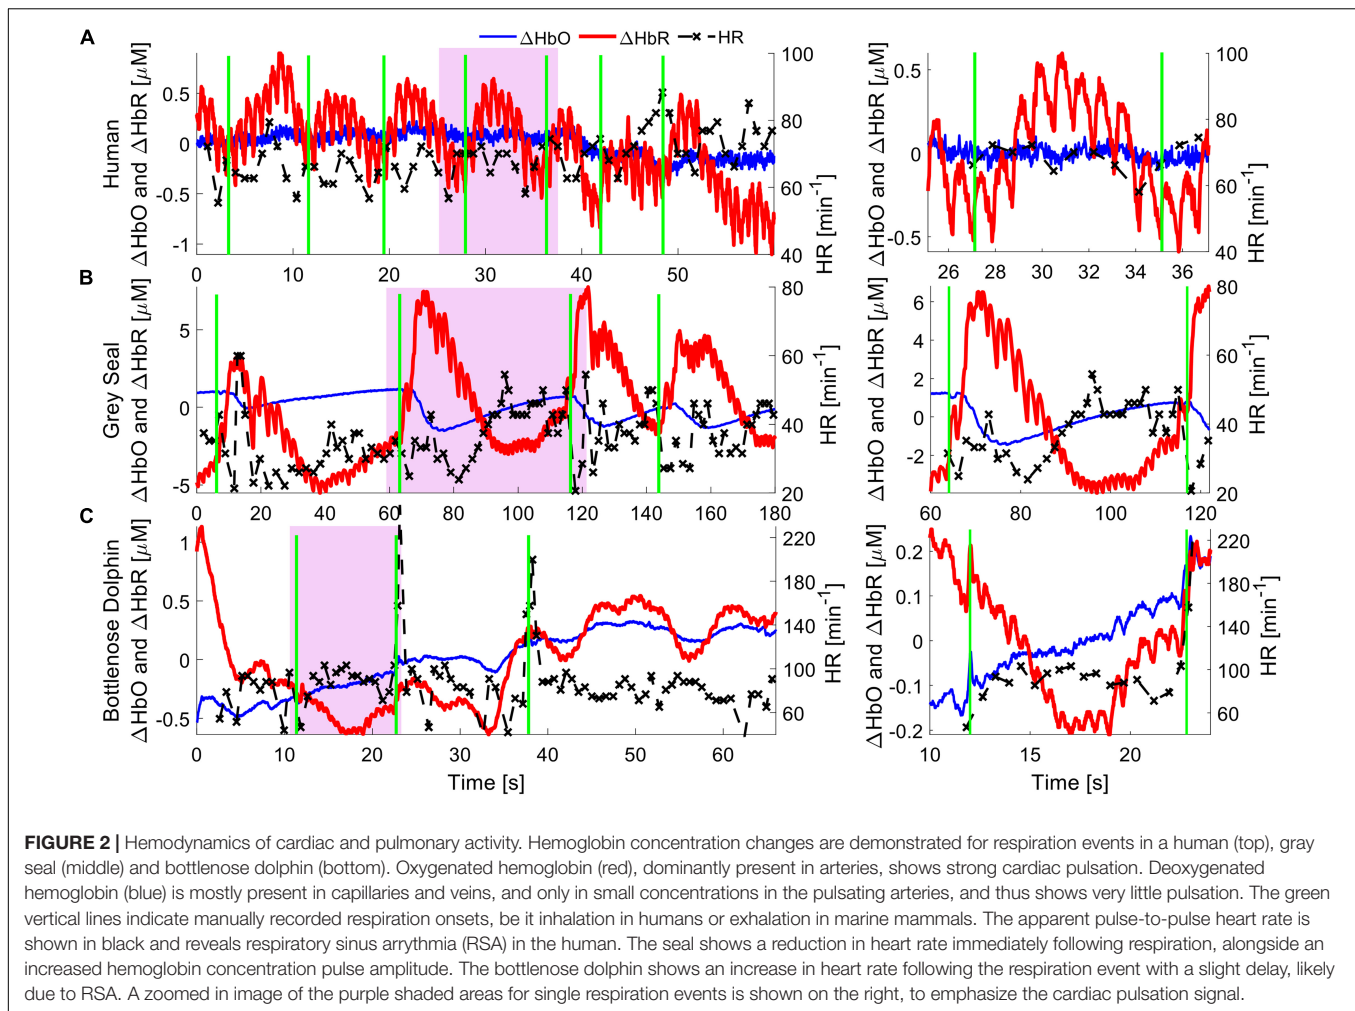 A
ΔHbO
ΔHbR
HR
Human
ΔHbO and ΔHbR [μM]
0.5
0
-0.5
-1
100
80
60
40
HR [min⁻¹]
0 10 20 30 40 50
ΔHbO and ΔHbR [μM]
0.5
0
-0.5
100
80
60
40
HR [min⁻¹]
26 28 30 32 34 36
B
Grey Seal
ΔHbO and ΔHbR [μM]
5
0
-5
80
60
40
20
HR [min⁻¹]
0 20 40 60 80 100 120 140 160 180
ΔHbO and ΔHbR [μM]
6
4
2
0
-2
80
60
40
20
HR [min⁻¹]
60 80 100 120
C
Bottlenose Dolphin
ΔHbO and ΔHbR [μM]
1
0.5
0
-0.5
220
180
140
100
60
HR [min⁻¹]
0 10 20 30 40 50 60
Time [s]
ΔHbO and ΔHbR [μM]
0.2
0.1
0
-0.1
-0.2
220
180
140
100
60
HR [min⁻¹]
10 15 20
Time [s]
FIGURE 2 | Hemodynamics of cardiac and pulmonary activity. Hemoglobin concentration changes are demonstrated for respiration events in a human (top), gray
seal (middle) and bottlenose dolphin (bottom). Oxygenated hemoglobin (red), dominantly present in arteries, shows strong cardiac pulsation. Deoxygenated
hemoglobin (blue) is mostly present in capillaries and veins, and only in small concentrations in the pulsating arteries, and thus shows very little pulsation. The green
vertical lines indicate manually recorded respiration onsets, be it inhalation in humans or exhalation in marine mammals. The apparent pulse-to-pulse heart rate is
shown in black and reveals respiratory sinus arrythmia (RSA) in the human. The seal shows a reduction in heart rate immediately following respiration, alongside an
increased hemoglobin concentration pulse amplitude. The bottlenose dolphin shows an increase in heart rate following the respiration event with a slight delay, likely
due to RSA. A zoomed in image of the purple shaded areas for single respiration events is shown on the right, to emphasize the cardiac pulsation signal.